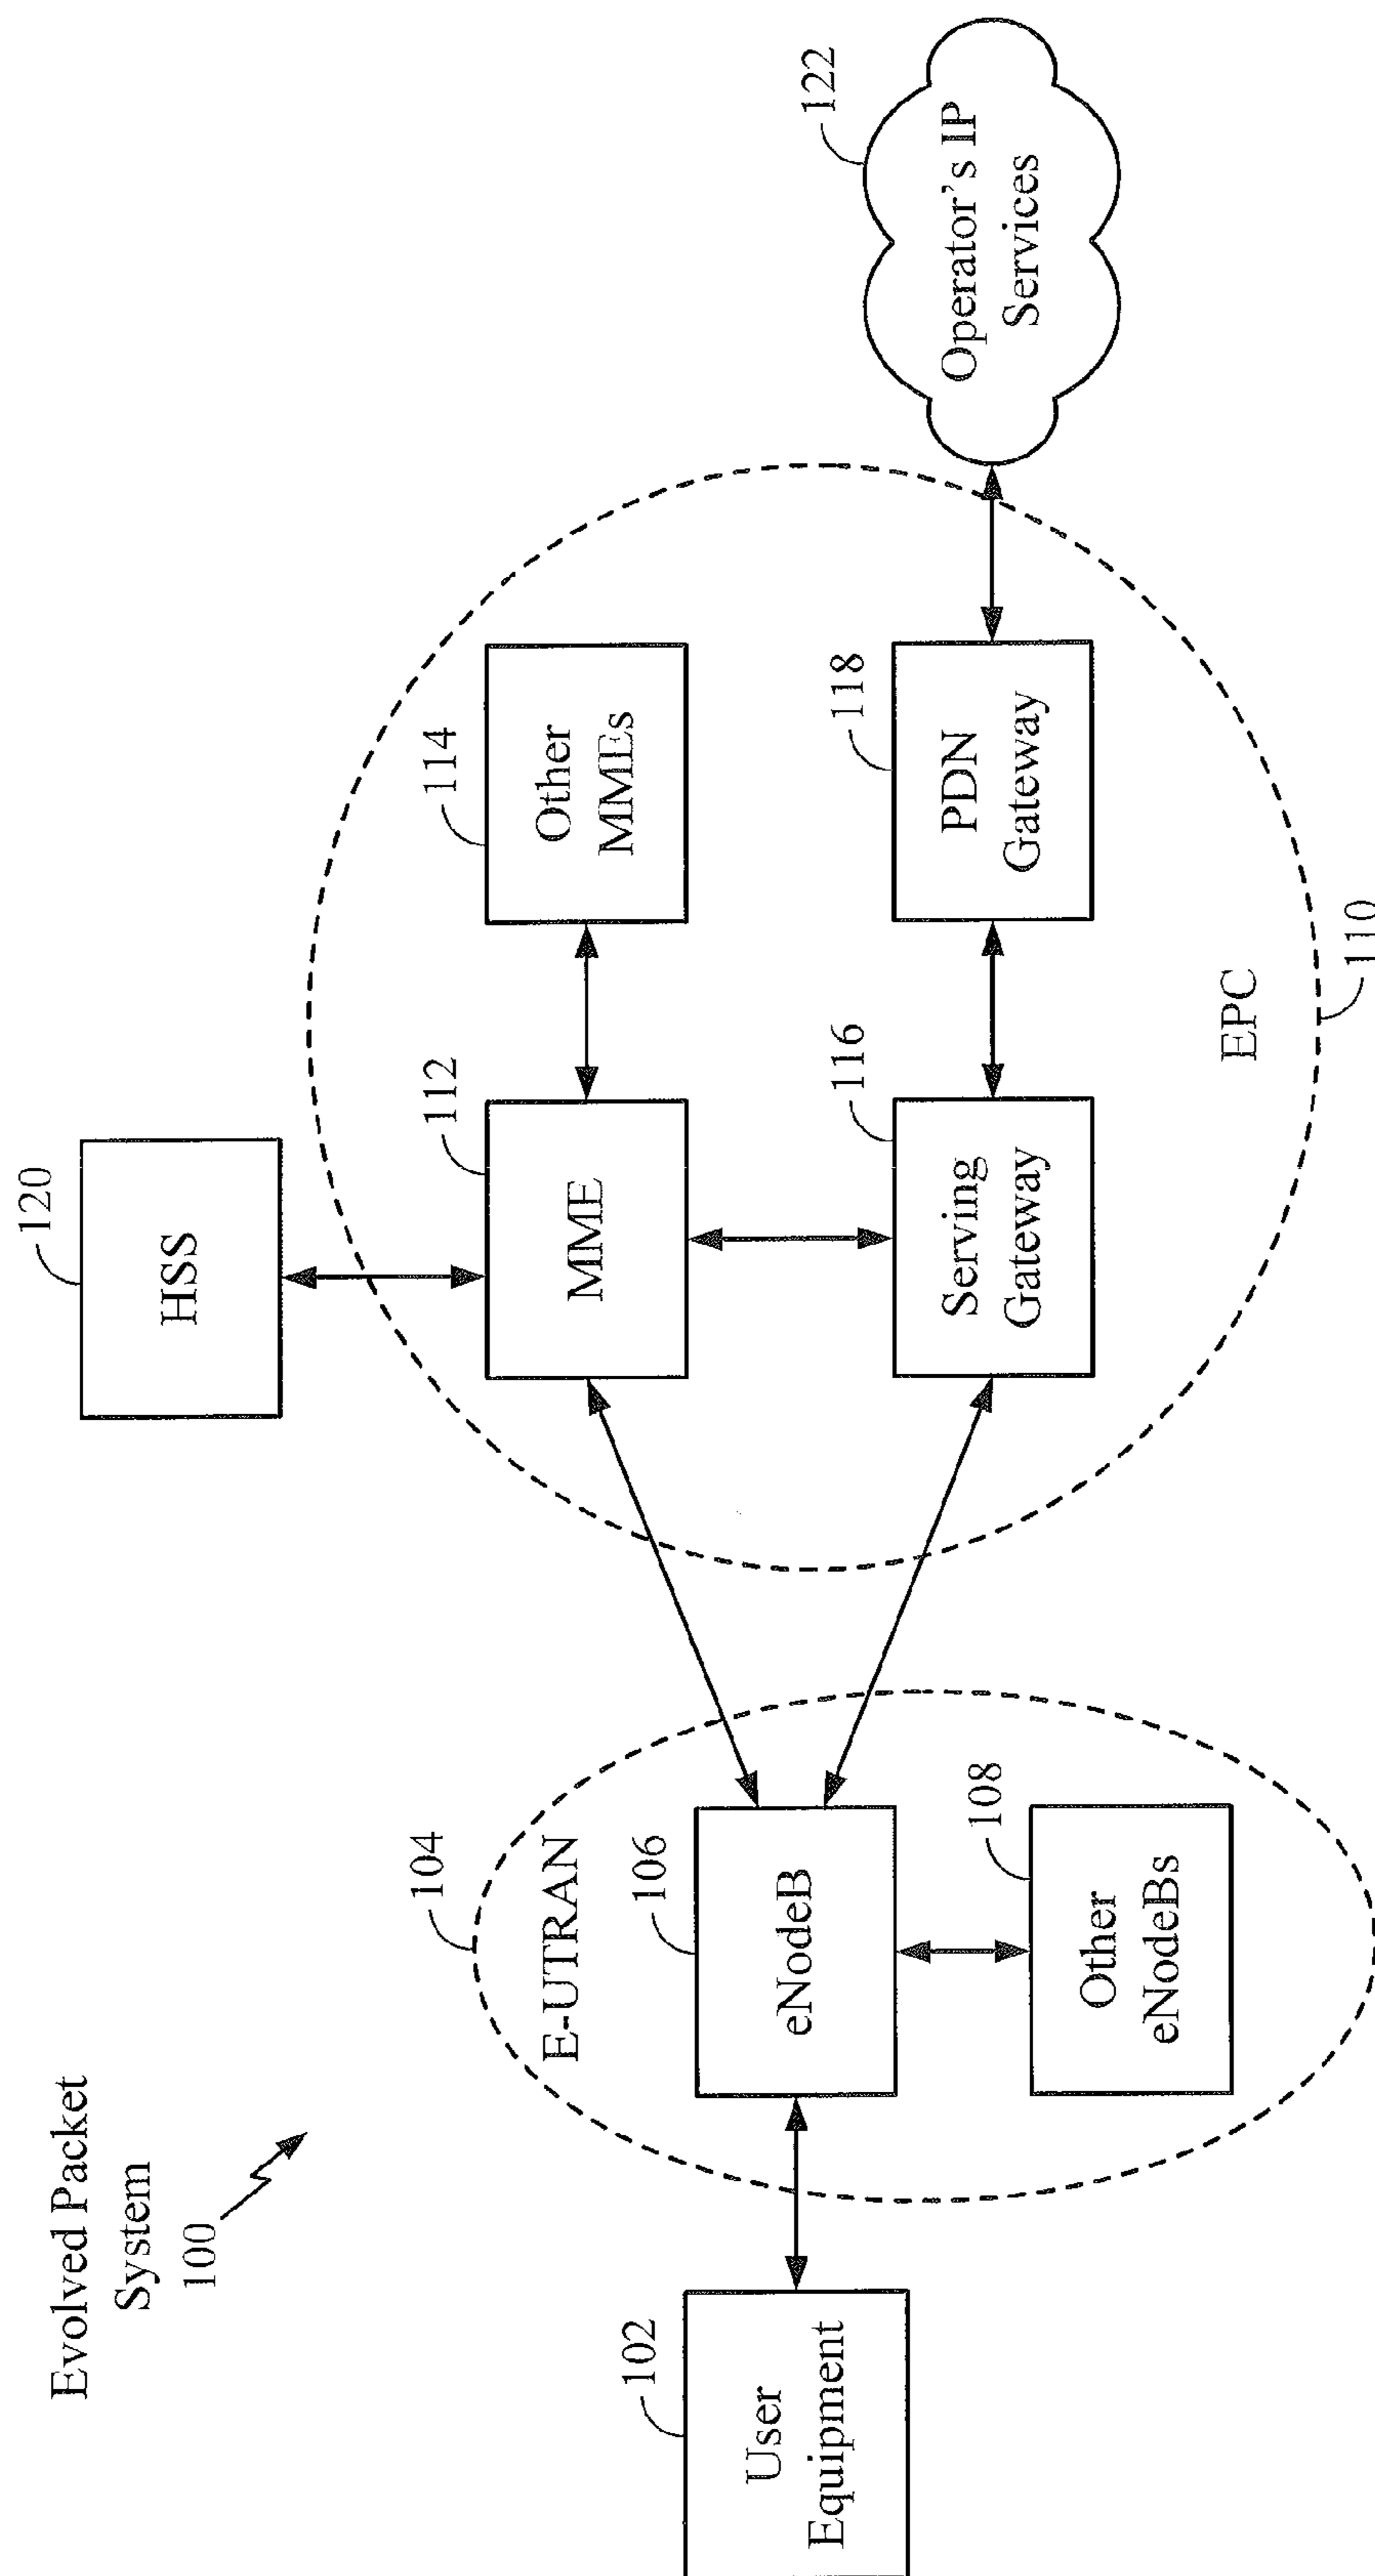 Evolved Packet
System
100
120
HSS
104
E-UTRAN
112
MME
114
Other
MMEs
102
User
Equipment
106
eNodeB
108
Other
eNodeBs
116
Serving
Gateway
118
PDN
Gateway
122
Operator's IP
Services
EPC
110